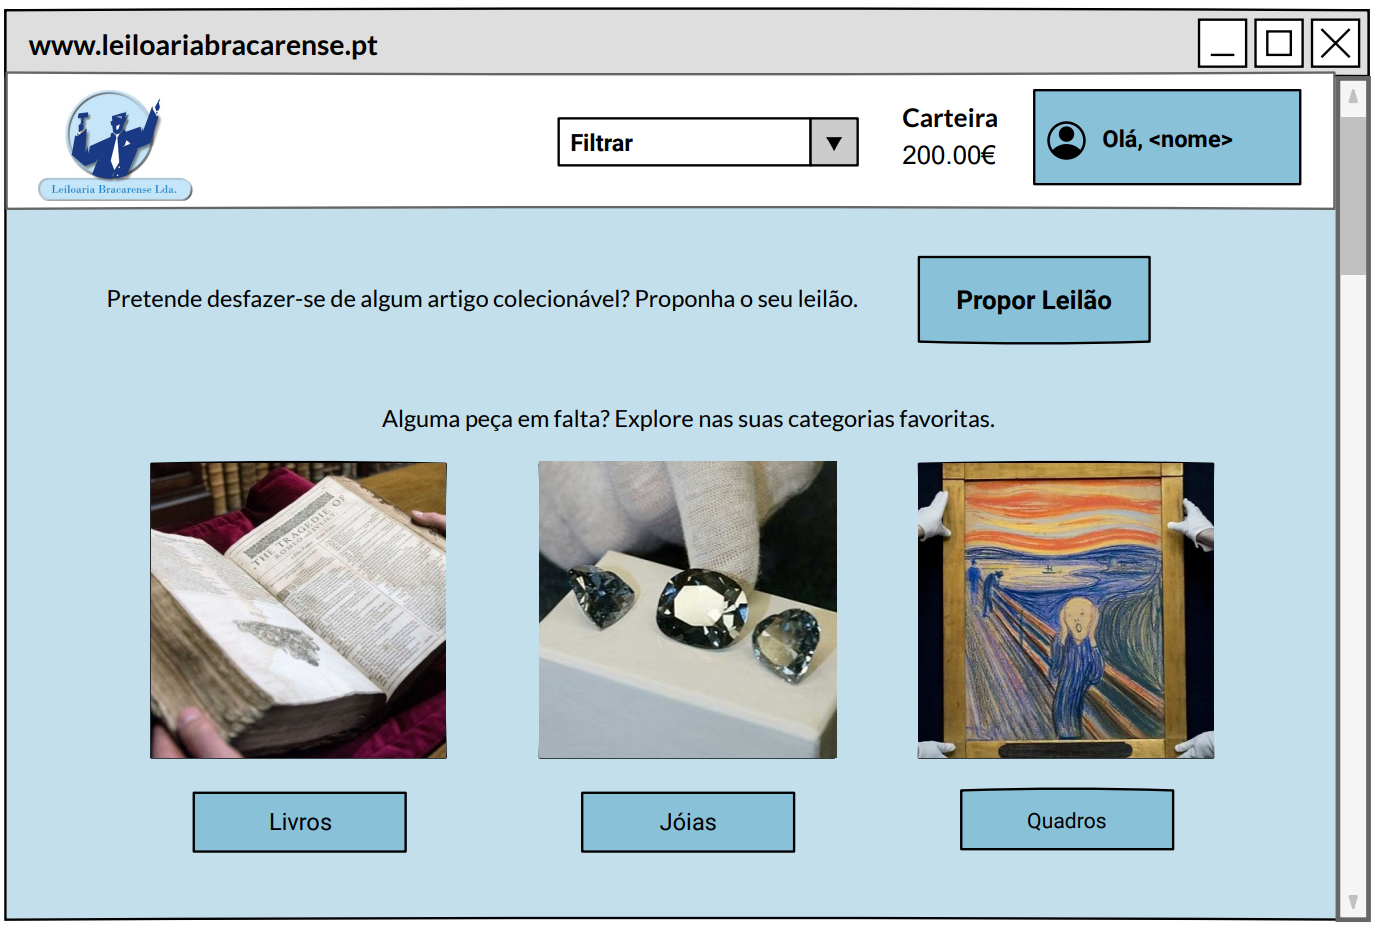 www.leiloariabracarense.pt
Leiloaria Bracarense Lda.
Filtrar
Carteira
200.00€
Olá, <nome>
Pretende desfazer-se de algum artigo colecionável? Proponha o seu leilão.
Propor Leilão
Alguma peça em falta? Explore nas suas categorias favoritas.
THE TRAGEDIE OF
ROMEO and IVLIET.
Livros
Jóias
Quadros